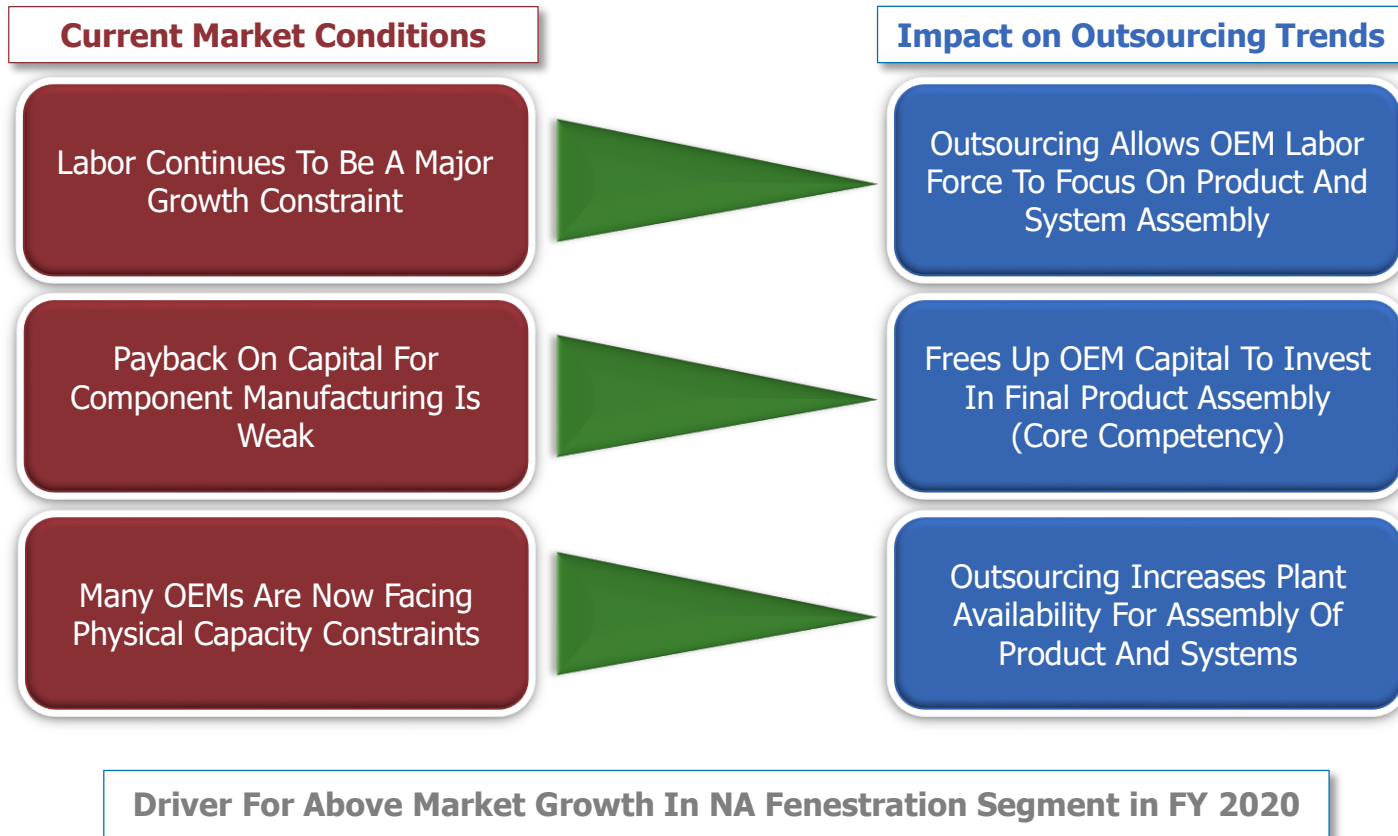 Current Market Conditions
Impact on Outsourcing Trends
Labor Continues To Be A Major
Growth Constraint
Outsourcing Allows OEM Labor
Force To Focus On Product And
System Assembly
Payback On Capital For
Component Manufacturing Is
Weak
Frees Up OEM Capital To Invest
In Final Product Assembly
(Core Competency)
Many OEMs Are Now Facing
Physical Capacity Constraints
Outsourcing Increases Plant
Availability For Assembly Of
Product And Systems
Driver For Above Market Growth In NA Fenestration Segment in FY 2020